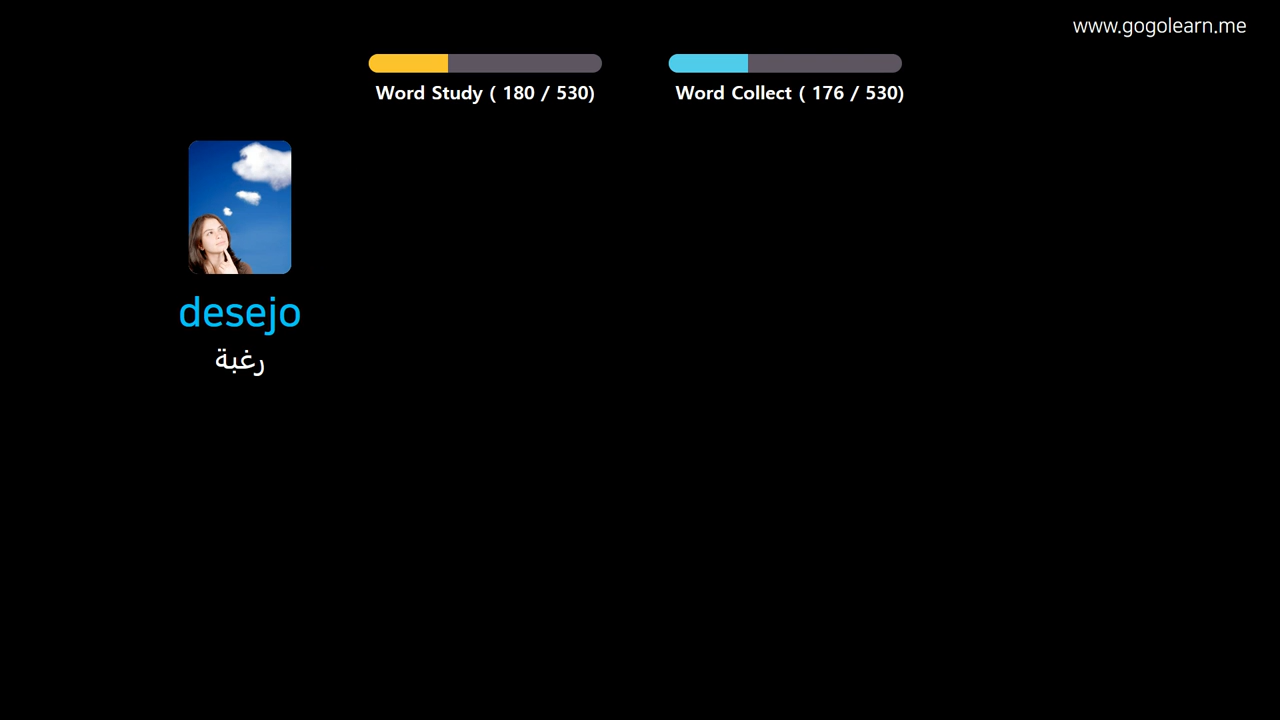 www.gogolearn.me
Word Study ( 180 / 530)
Word Collect ( 176 / 530)
desejo
رغبة